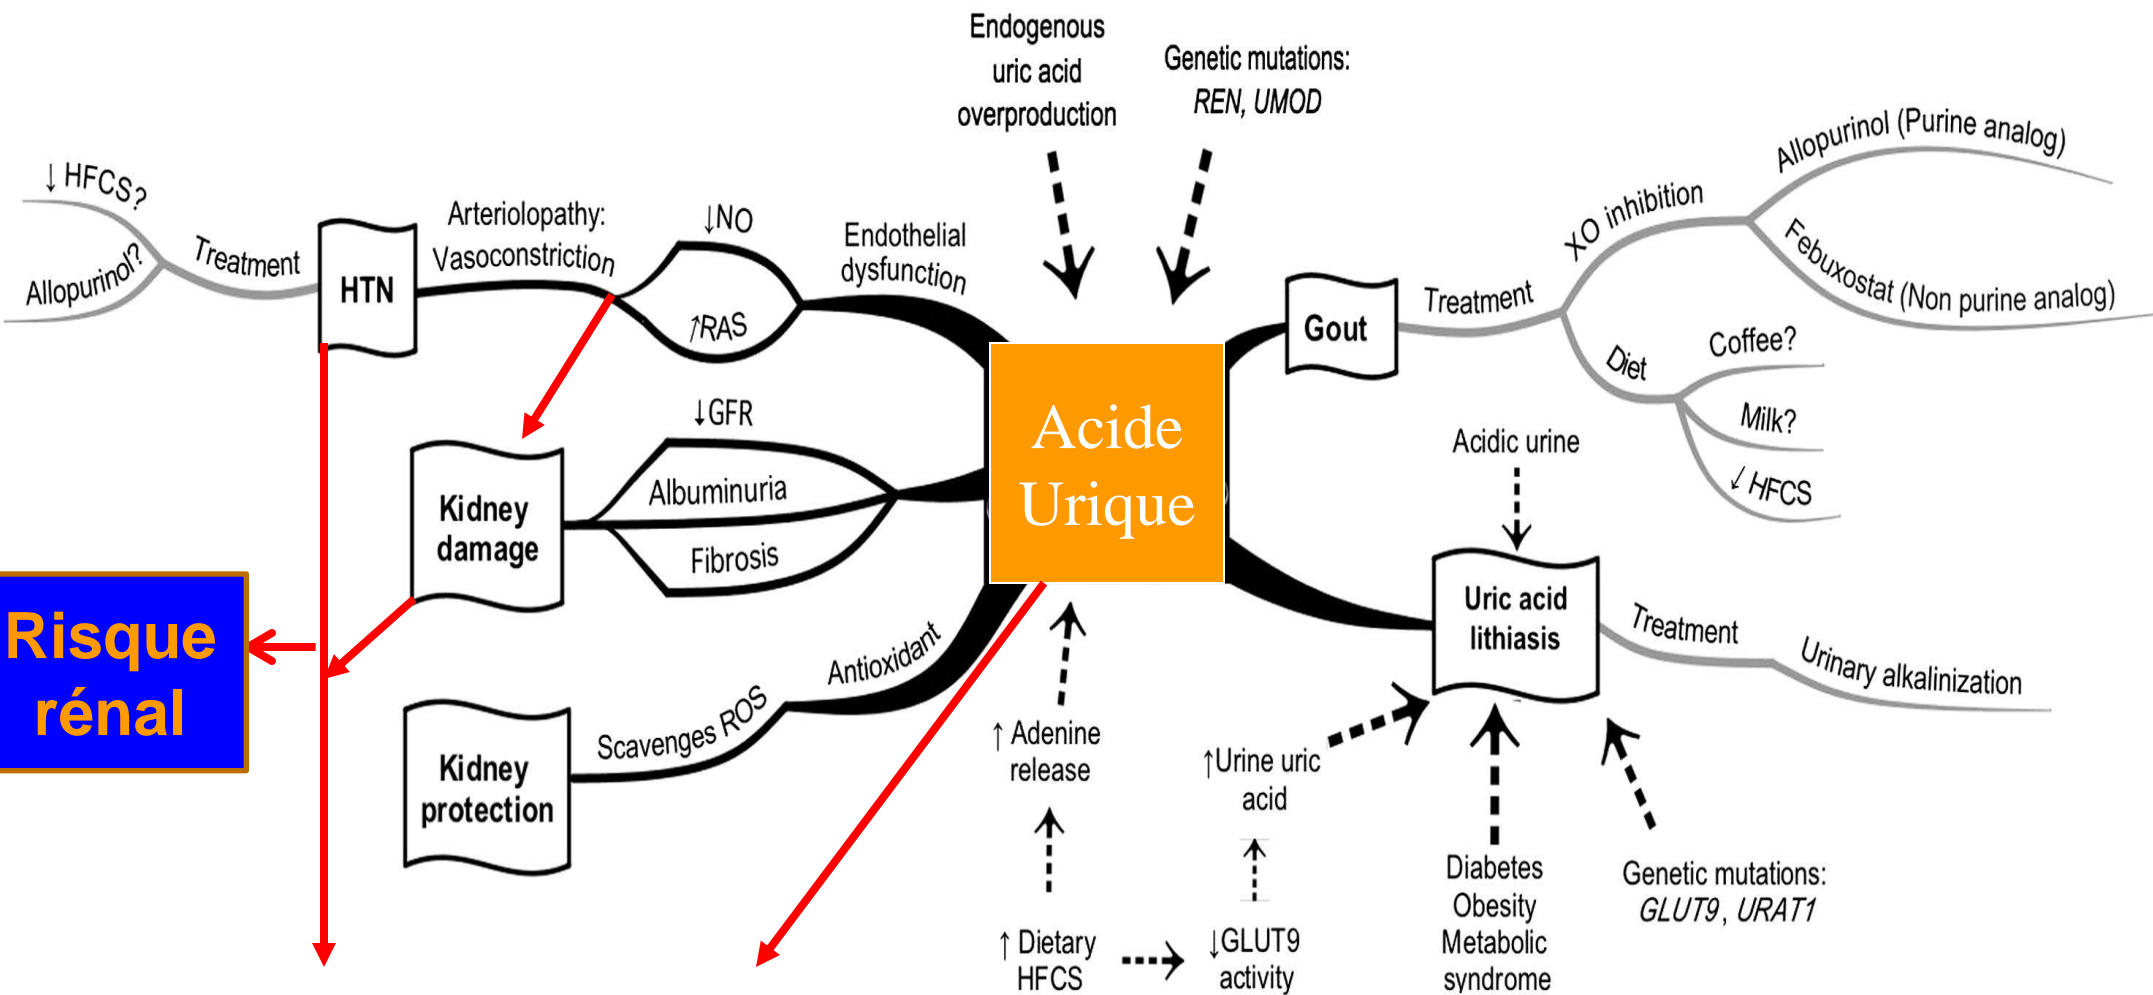 Endogenous
uric acid
overproduction
Genetic mutations:
REN, UMOD
↓ HFCS?
Allopurinol?
Treatment
HTN
Arteriolopathy:
Vasoconstriction
↓NO
↑RAS
Endothelial
dysfunction
Acide
Urique
Gout
Treatment
XO inhibition
Allopurinol (Purine analog)
Febuxostat (Non purine analog)
Diet
Coffee?
Milk?
↓ HFCS
Kidney
damage
↓GFR
Albuminuria
Fibrosis
Risque
rénal
Kidney
protection
Scavenges ROS
Antioxidant
Acidic urine
Uric acid
lithiasis
Treatment
Urinary alkalinization
↑ Adenine
release
↑Urine uric
acid
↑ Dietary
HFCS
↓GLUT9
activity
Diabetes
Obesity
Metabolic
syndrome
Genetic mutations:
GLUT9, URAT1